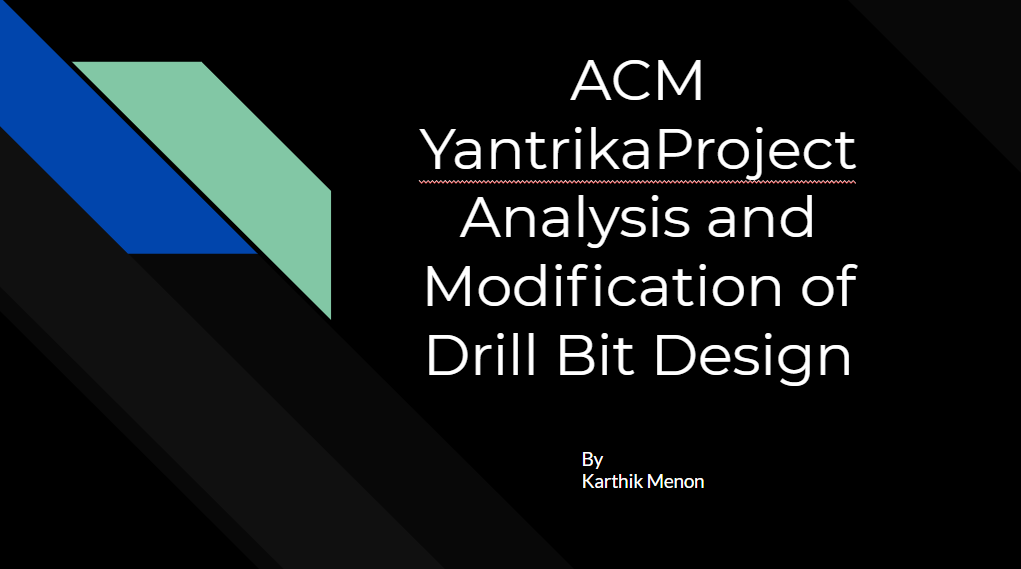 ACM
YantrikaProject
Analysis and
Modification of
Drill Bit Design
By
Karthik Menon